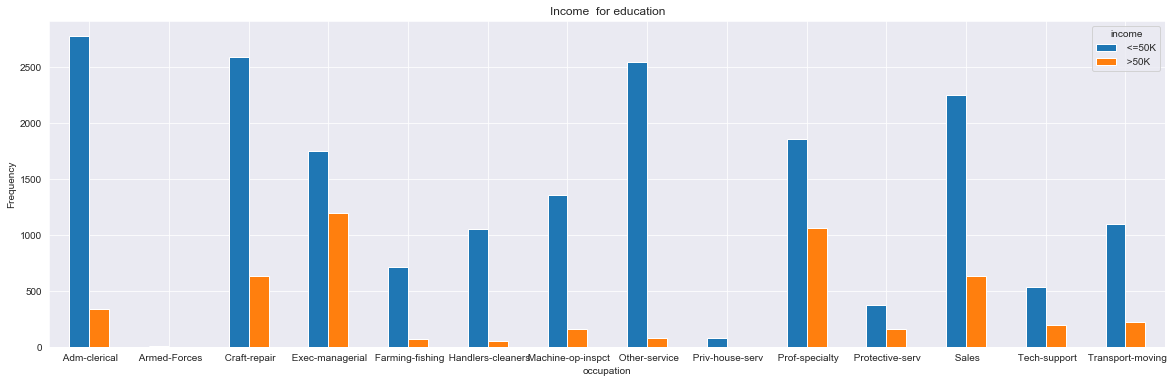 Income  for education
income
<=50K
>50K
Frequency
2500
2000
1500
1000
500
0
Adm-clerical Armed-Forces Craft-repair Exec-managerial Farming-fishing Handlers-cleaners Machine-op-inspct Other-service Priv-house-serv Prof-specialty Protective-serv Sales Tech-support Transport-moving
occupation